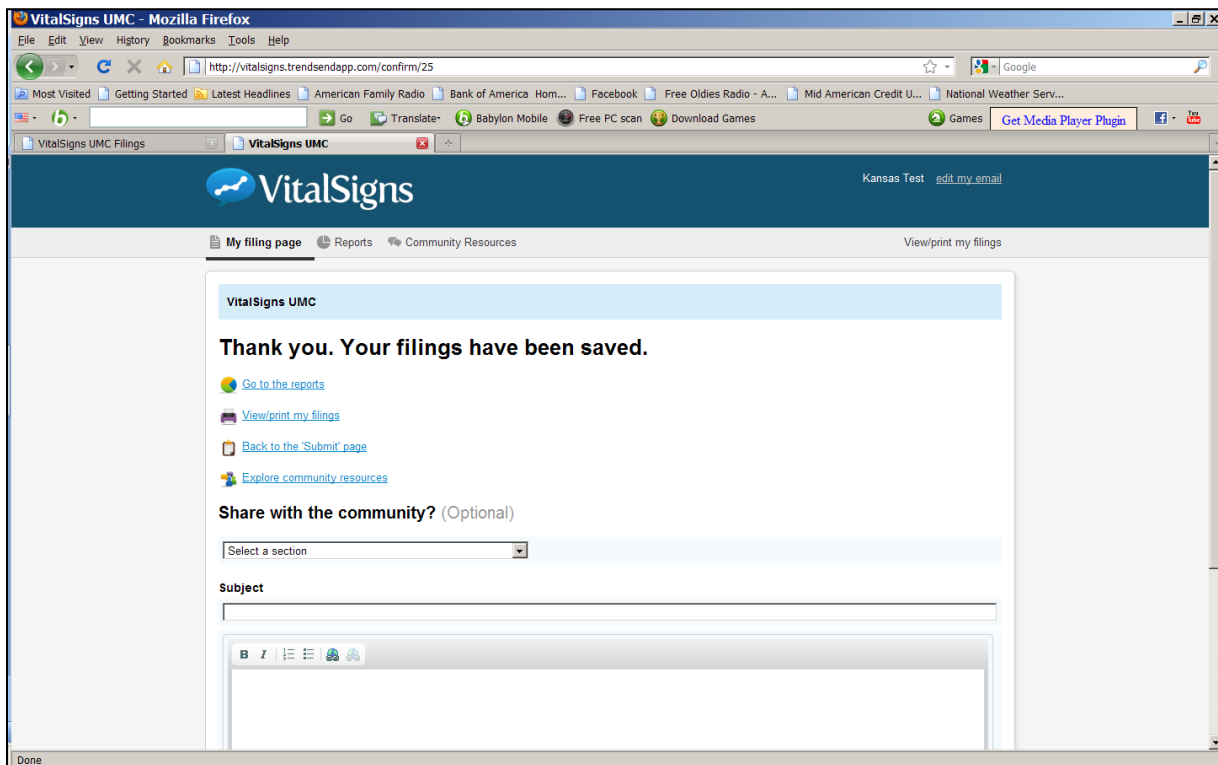 VitalSigns UMC - Mozilla Firefox
File Edit View History Bookmarks Tools Help
http://vitalsigns.trendsendapp.com/confirm/25 Google
Most Visited Getting Started Latest Headlines American Family Radio Bank of America Hom... Facebook Free Oldies Radio - A... Mid American Credit U... National Weather Serv...
Go Translate Babylon Mobile Free PC scan Download Games Games Get Media Player Plugin You Tube
VitalSigns UMC Filings VitalSigns UMC
VitalSigns
Kansas Test edit my email
My filing page Reports Community Resources View/print my filings
VitalSigns UMC
Thank you. Your filings have been saved.
Go to the reports
View/print my filings
Back to the 'Submit' page
Explore community resources
Share with the community? (Optional)
Select a section
Subject
B I
Done